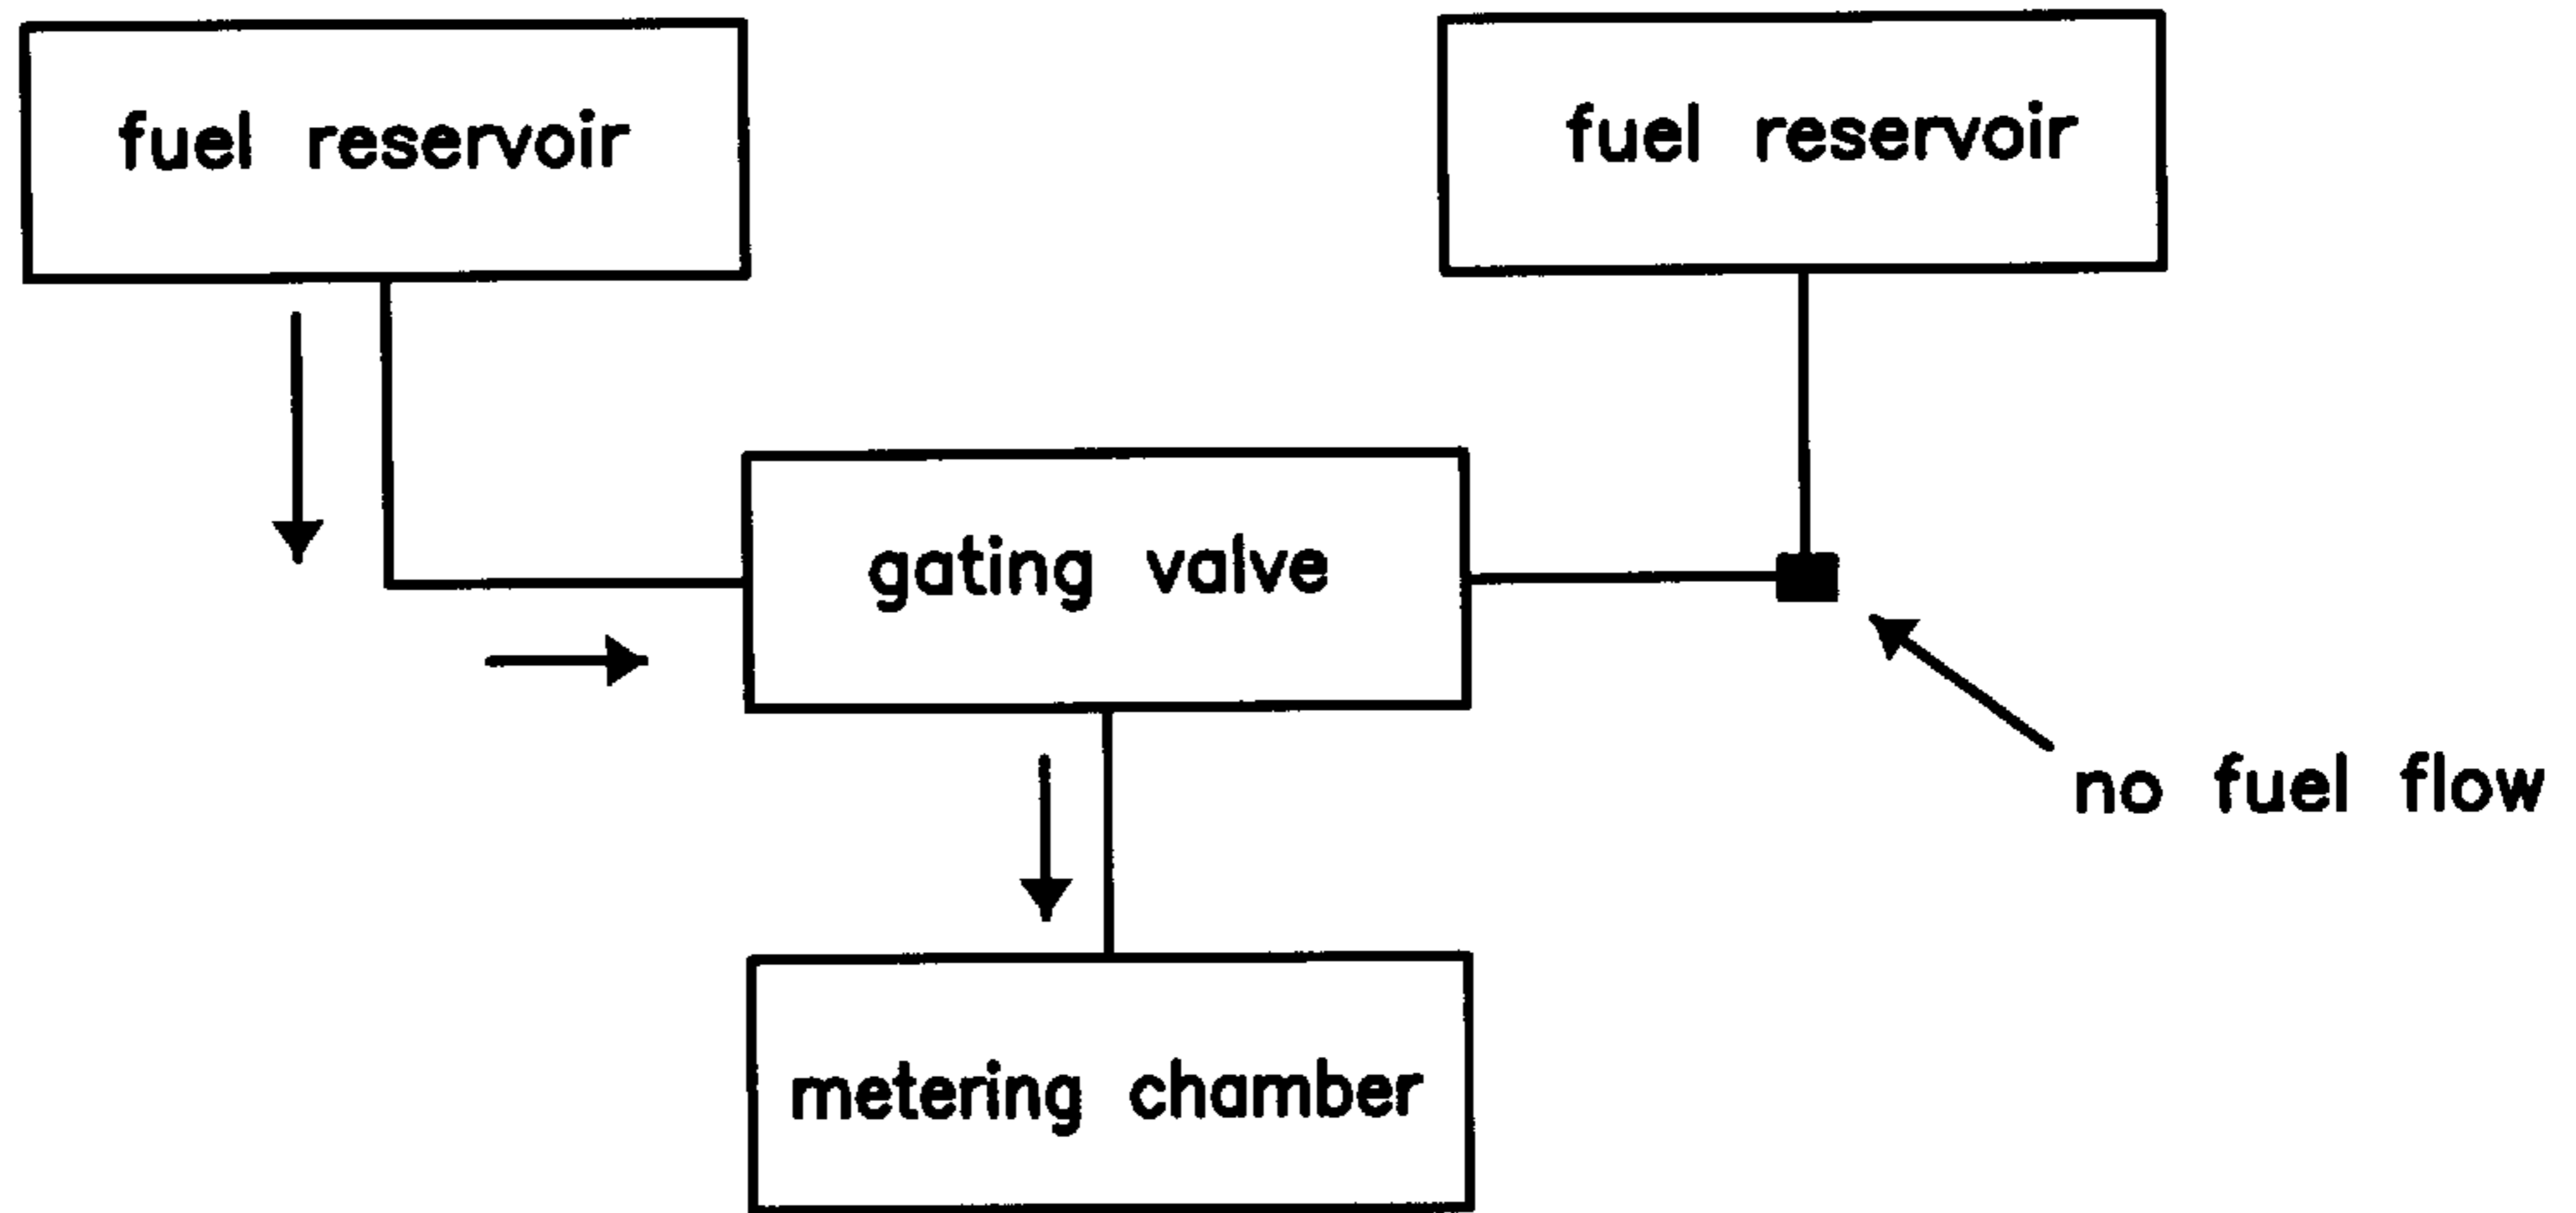 fuel reservoir
fuel reservoir
gating valve
no fuel flow
metering chamber